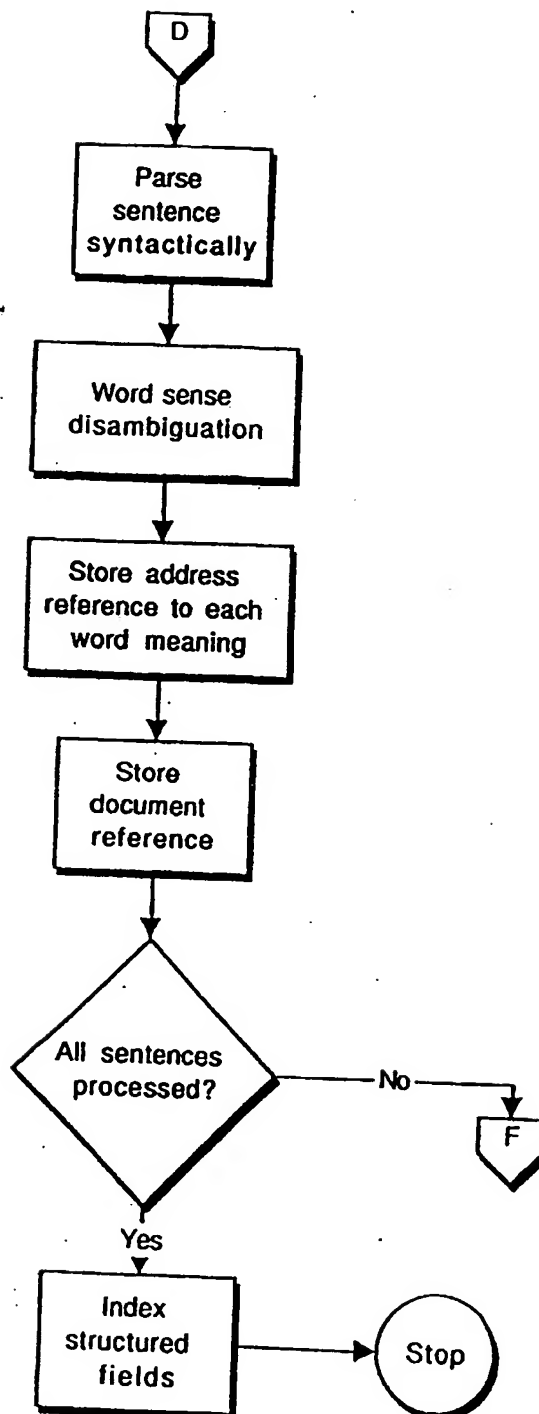 D
Parse
sentence
syntactically
Word sense
disambiguation
Store address
reference to each
word meaning
Store
document
reference
All sentences
processed?
No
F
Yes
Index
structured
fields
Stop